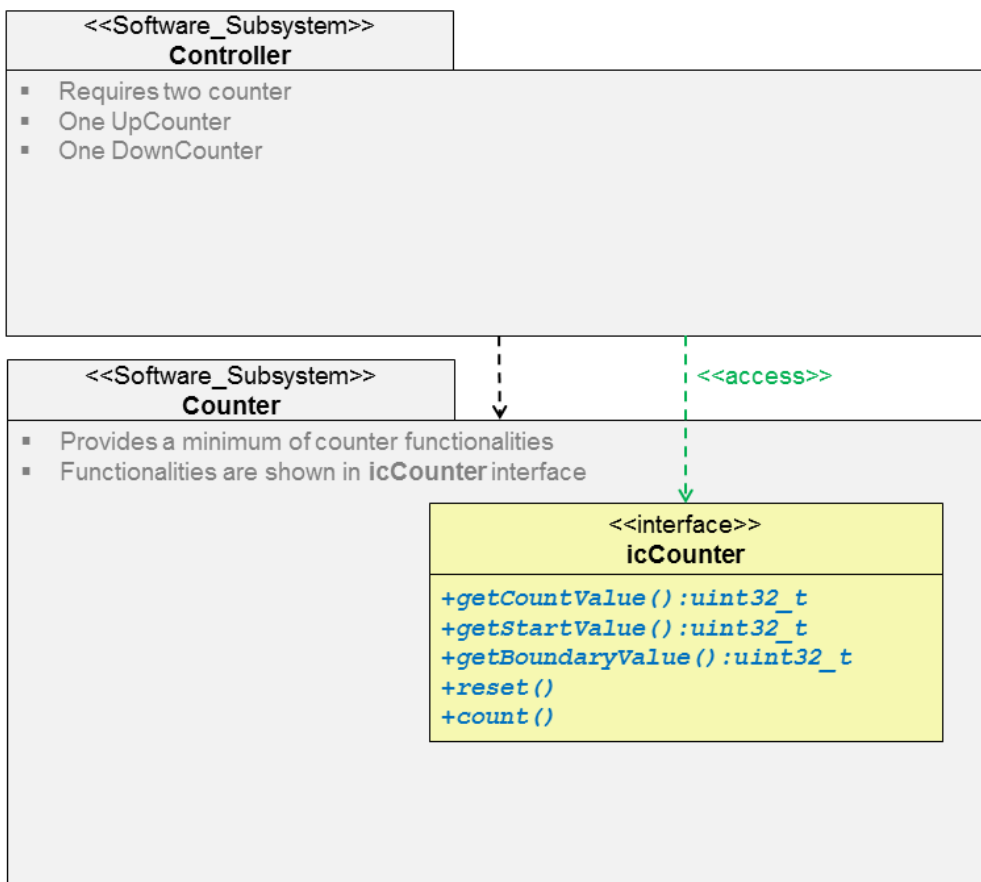 <<Software_Subsystem>>
Controller
▪ Requires two counter
▪ One UpCounter
▪ One DownCounter
<<access>>
<<Software_Subsystem>>
Counter
▪ Provides a minimum of counter functionalities
▪ Functionalities are shown in icCounter interface
<<interface>>
icCounter
+getCountValue():uint32_t
+getStartValue():uint32_t
+getBoundaryValue():uint32_t
+reset()
+count()